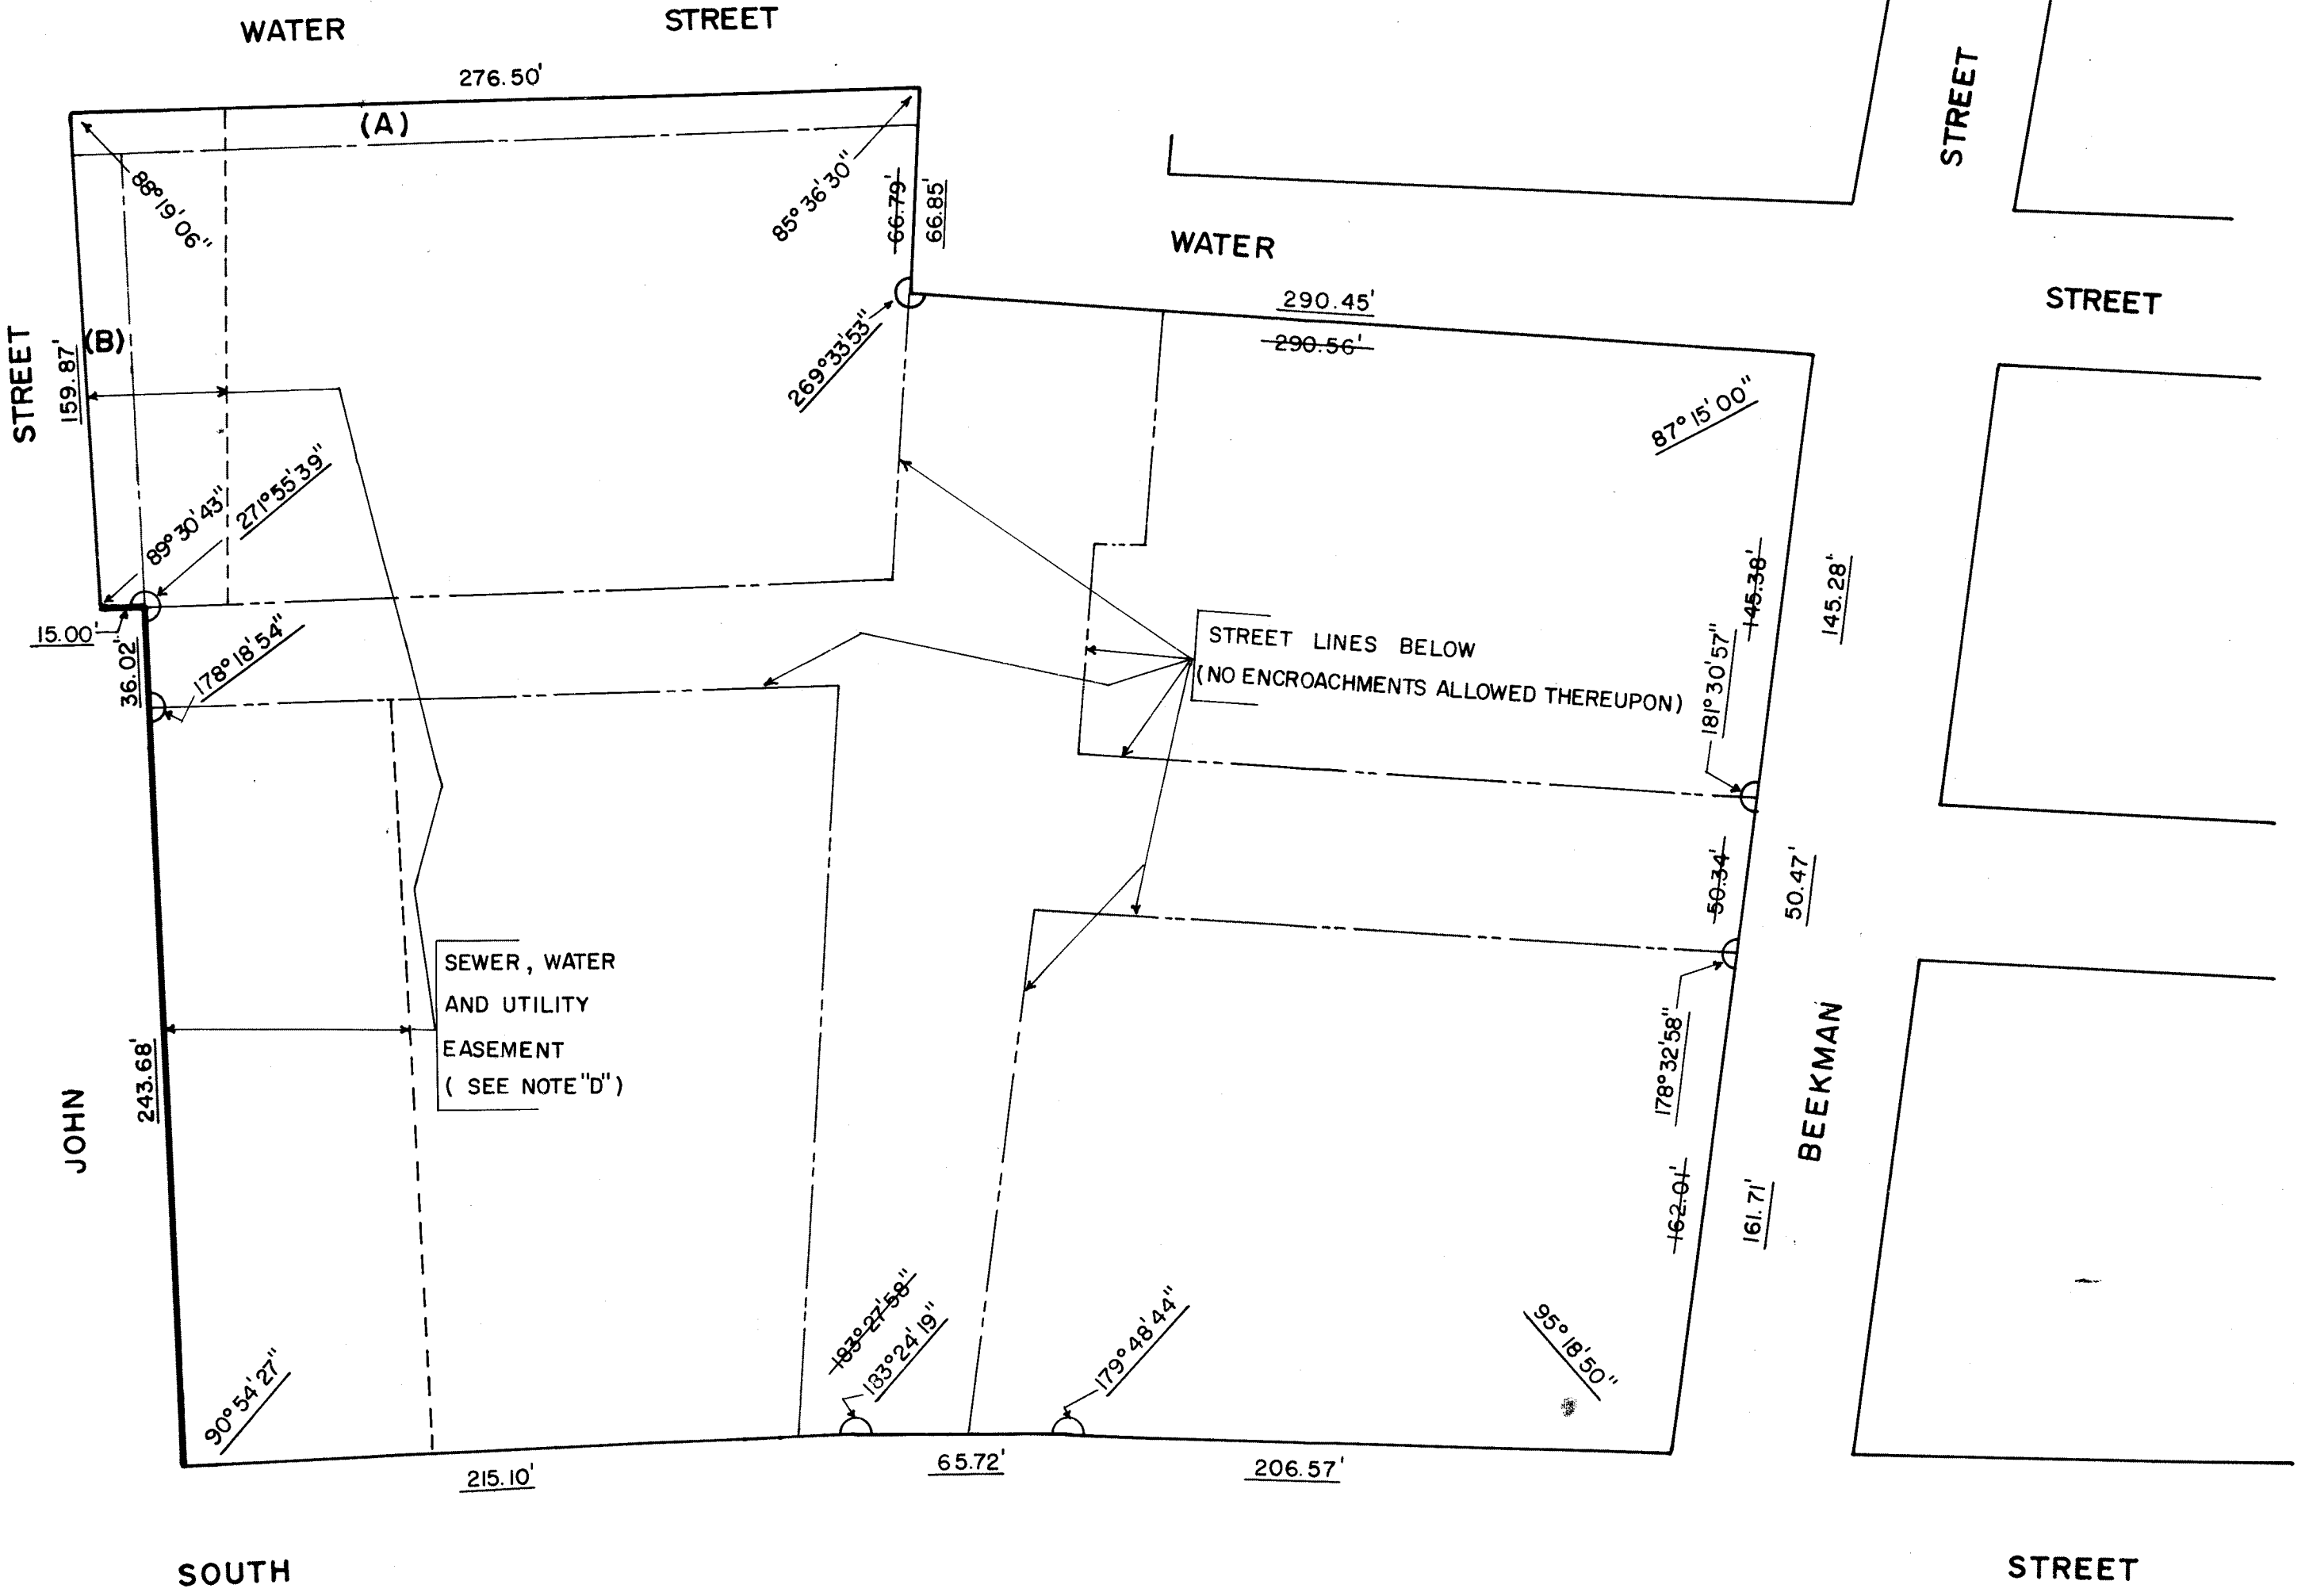 WATER STREET
276.50'
(A)
88°19'06"
85°36'30"
66.79'
66.85'
STREET
WATER
STREET
290.45'
290.56'
269°33'53"
87°15'00"
STREET
159.87'
(B)
89°30'43"
271°55'39"
15.00'
36.02'
178°18'54"
STREET LINES BELOW
(NO ENCROACHMENTS ALLOWED THEREUPON)
145.38'
145.28'
181°30'57"
50.34'
50.47'
178°32'58"
BEEKMAN
162.01'
161.71'
SEWER, WATER
AND UTILITY
EASEMENT
( SEE NOTE "D")
243.68'
JOHN
90°54'27"
183°27'58"
183°24'19"
179°48'44"
95°18'50"
215.10'
65.72'
206.57'
SOUTH STREET